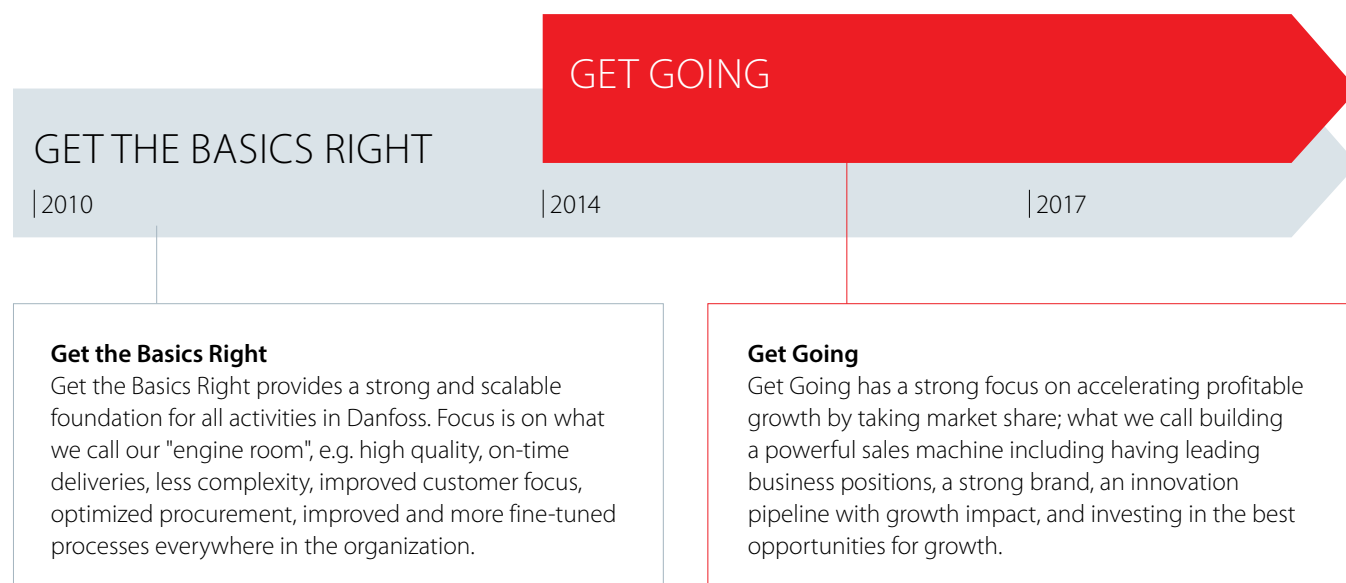 GET GOING
GET THE BASICS RIGHT
|2010
|2014
|2017
Get the Basics Right
Get the Basics Right provides a strong and scalable
foundation for all activities in Danfoss. Focus is on what
we call our "engine room", e.g. high quality, on-time
deliveries, less complexity, improved customer focus,
optimized procurement, improved and more fine-tuned
processes everywhere in the organization.
Get Going
Get Going has a strong focus on accelerating profitable
growth by taking market share; what we call building
a powerful sales machine including having leading
business positions, a strong brand, an innovation
pipeline with growth impact, and investing in the best
opportunities for growth.